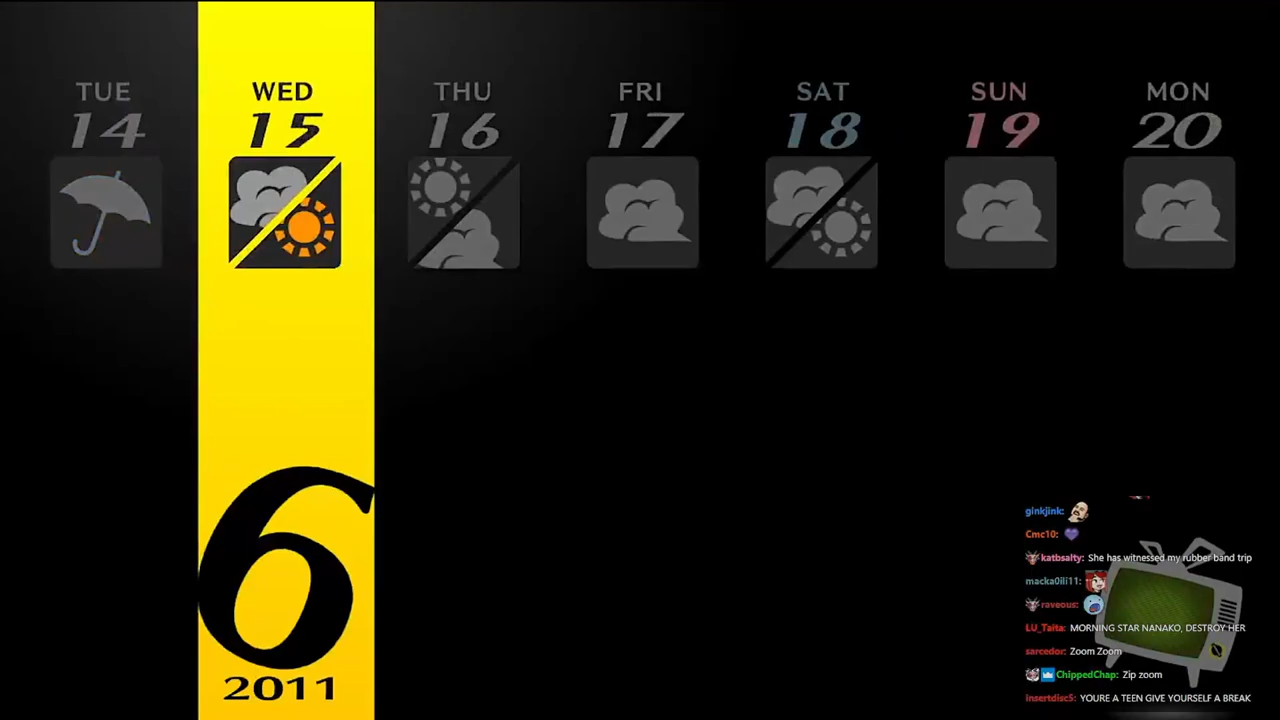 TUE WED THU FRI SAT SUN MON
14 15 16 17 18 19 20
6
2011
ginkjink:
Cmc10:
katbsalty: She has witnessed my rubber band trip
macka0ili11:
raveous:
LU_Taita: MORNING STAR NANAKO, DESTROY HER
sarcedor: Zoom Zoom
ChippedChap: Zip zoom
insertdisc5: YOURE A TEEN GIVE YOURSELF A BREAK